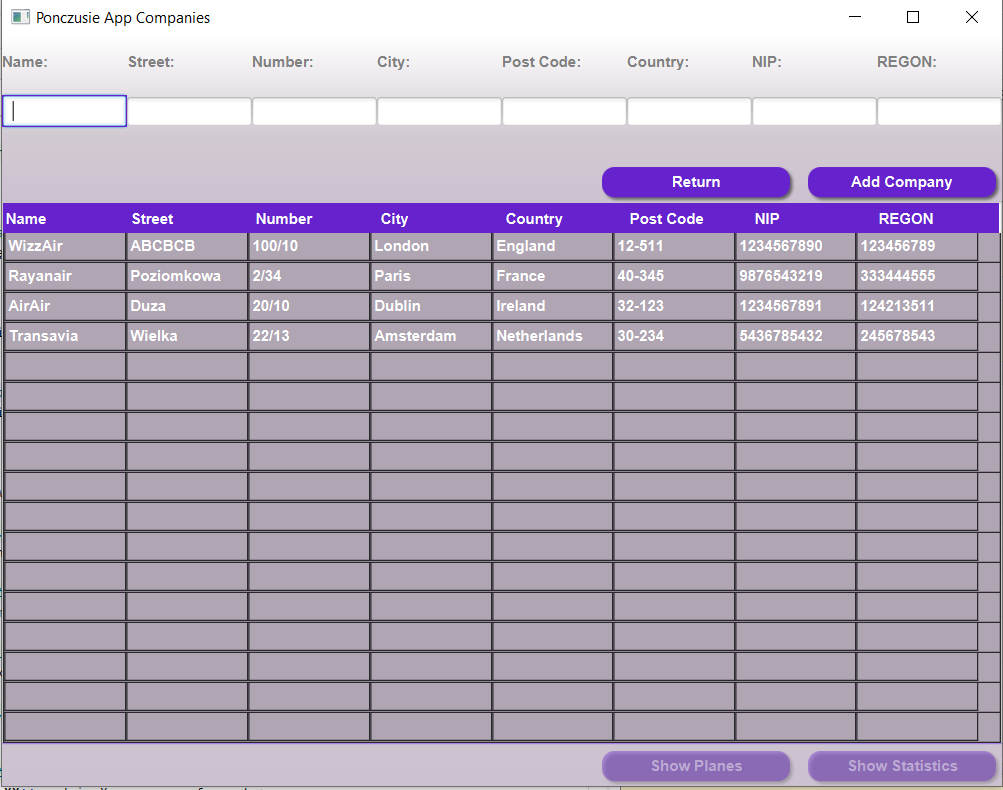 Ponczusie App Companies
Name: Street: Number: City: Post Code: Country: NIP: REGON:
Return Add Company
Name Street Number City Country Post Code NIP REGON
WizzAir ABCBCB 100/10 London England 12-511 1234567890 123456789
Rayanair Poziomkowa 2/34 Paris France 40-345 9876543219 333444555
AirAir Duza 20/10 Dublin Ireland 32-123 1234567891 124213511
Transavia Wielka 22/13 Amsterdam Netherlands 30-234 5436785432 245678543
Show Planes Show Statistics